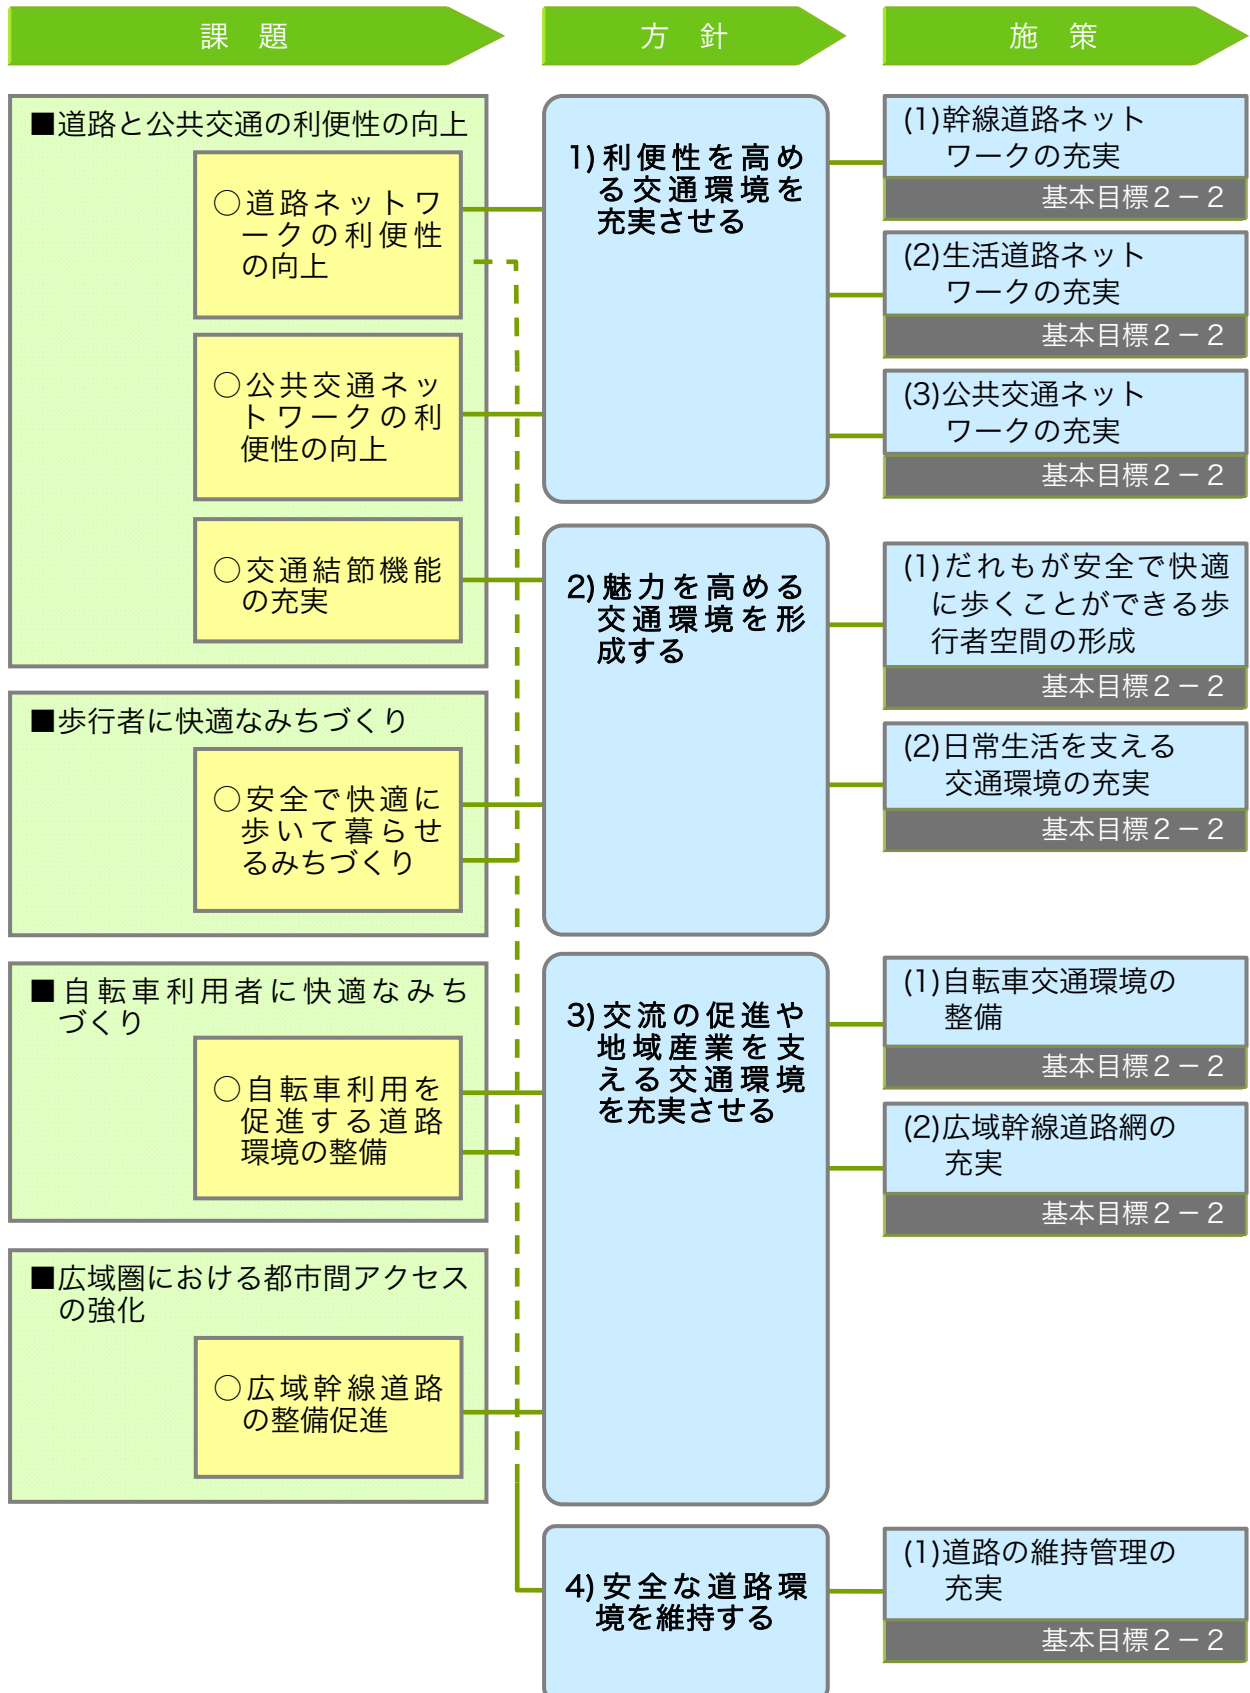 課 題
方 針
施 策
■道路と公共交通の利便性の向上
○道路ネットワ
ークの利便性
の向上
○公共交通ネッ
トワークの利
便性の向上
○交通結節機能
の充実
■歩行者に快適なみちづくり
○安全で快適に
歩いて暮らせ
るみちづくり
■自転車利用者に快適なみち
づくり
○自転車利用を
促進する道路
環境の整備
■広域圏における都市間アクセス
の強化
○広域幹線道路
の整備促進
1)利便性を高め
る交通環境を
充実させる
2)魅力を高める
交通環境を形
成する
3)交流の促進や
地域産業を支
える交通環境
を充実させる
4)安全な道路環
境を維持する
(1)幹線道路ネット
ワークの充実
基本目標2-2
(2)生活道路ネット
ワークの充実
基本目標2-2
(3)公共交通ネット
ワークの充実
基本目標2-2
(1)だれもが安全で快適
に歩くことができる歩
行者空間の形成
基本目標2-2
(2)日常生活を支える
交通環境の充実
基本目標2-2
(1)自転車交通環境の
整備
基本目標2-2
(2)広域幹線道路網の
充実
基本目標2-2
(1)道路の維持管理の
充実
基本目標2-2